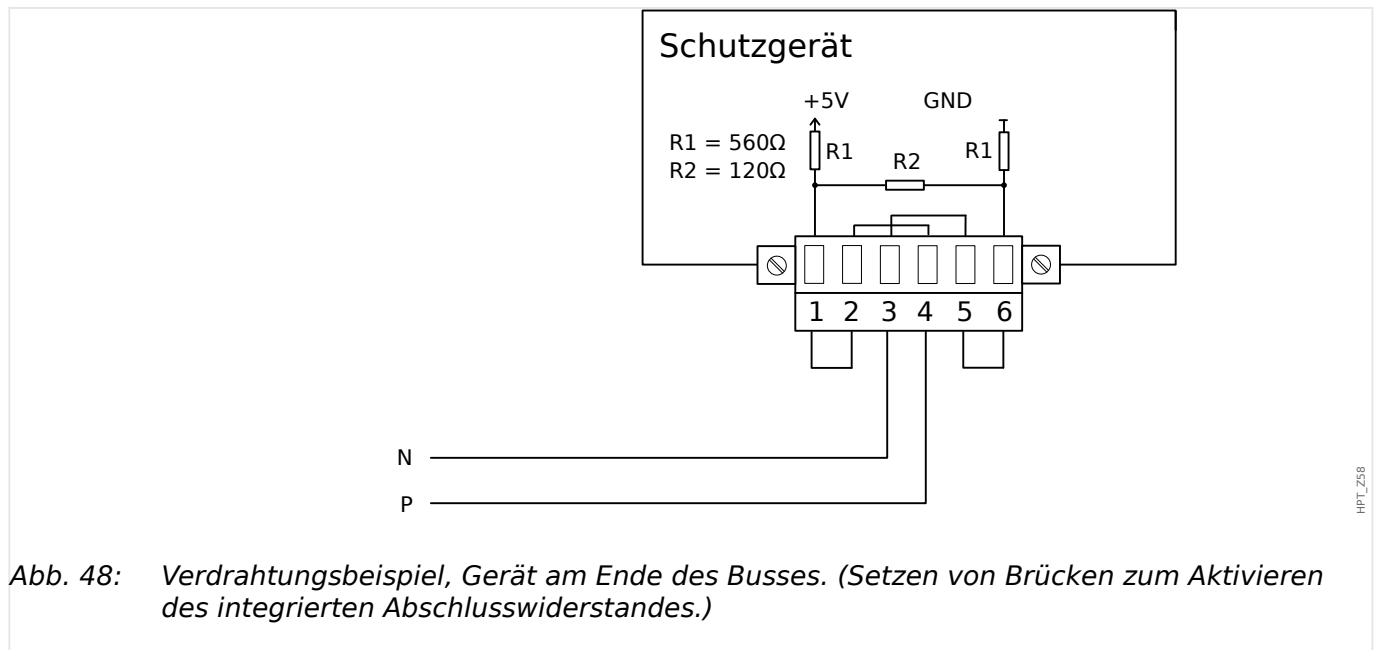 Schutzgerät
+5V GND
R1 = 560Ω
R2 = 120Ω
R1 R2 R1
1 2 3 4 5 6
N
P
HPT_Z58
Abb. 48: Verdrahtungsbeispiel, Gerät am Ende des Busses. (Setzen von Brücken zum Aktivieren
des integrierten Abschlusswiderstandes.)